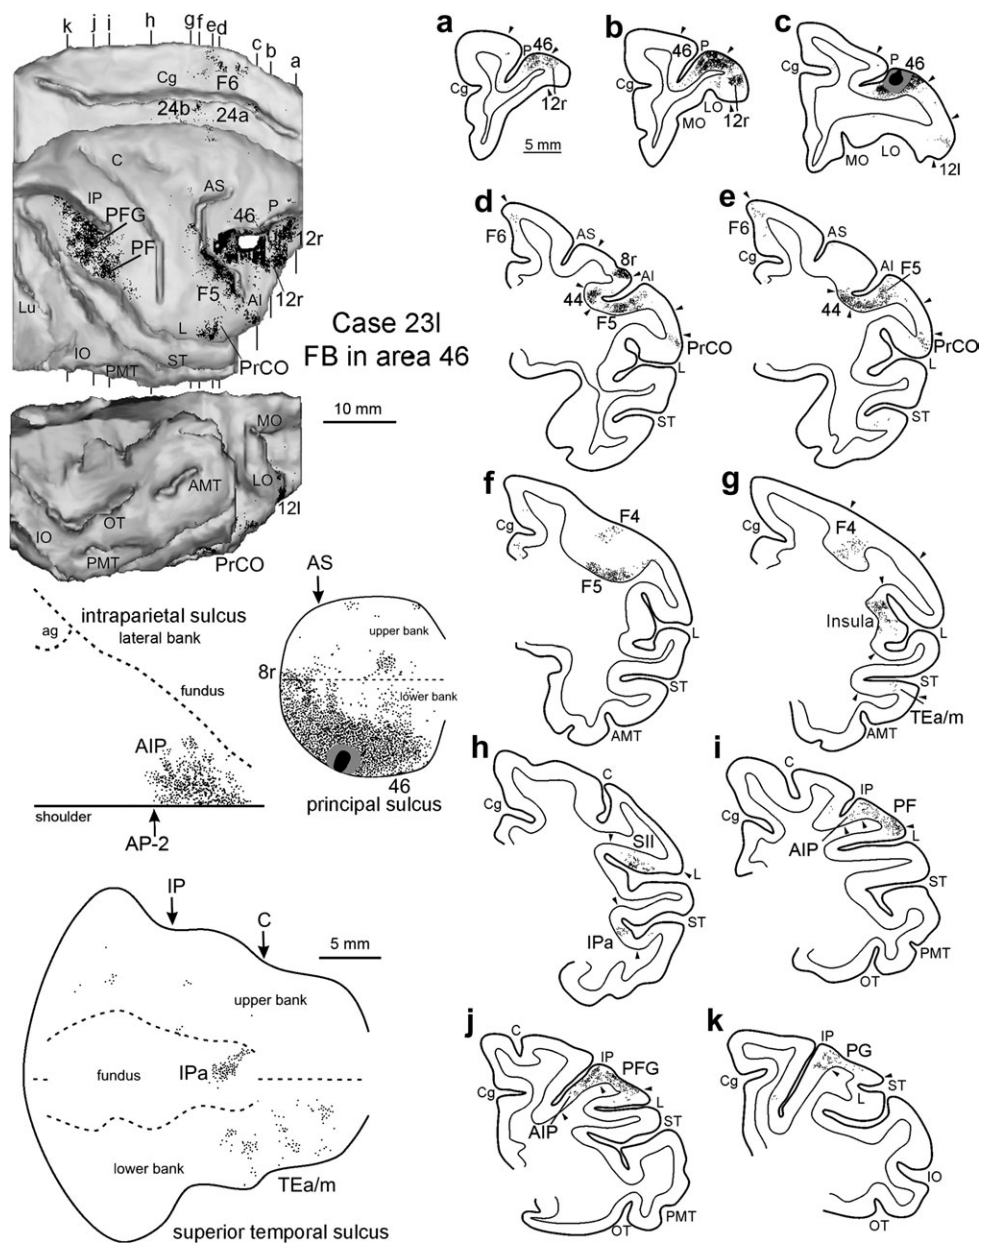 k j i h g f e d c b a
Cg F6
24b 24a
C
IP AS
PFG 46 P
PF 12r
F5 12r
Lu AI
L
IO ST PrCO
PMT
Case 23l
FB in area 46
10 mm
MO
AMT LO
OT 12l
IO
PMT PrCO
AS
intraparietal sulcus
lateral bank
ag
fundus
upper bank
8r
lower bank
AIP
46
principal sulcus
shoulder
AP-2
IP
C
5 mm
upper bank
IPa
fundus
lower bank
TEa/m
superior temporal sulcus
a
P 46
Cg
12r
5 mm
b
46 P
Cg
LO
MO 12r
c
P 46
Cg
MO LO
12l
d
F6 AS
8r
Cg AI
44
F5
PrCO
L
ST
e
F6 AS
Cg AI F5
44
PrCO
L
ST
f
F4
Cg
F5
L
ST
AMT
g
F4
Cg
Insula
L
ST
TEa/m
AMT
h
C
Cg
SII
L
ST
IPa
i
C
IP
PF
Cg
L
AIP
ST
PMT
OT
j
C
IP
PFG
Cg
L
AIP
ST
OT PMT
k
IP
PG
Cg
ST
L
IO
OT